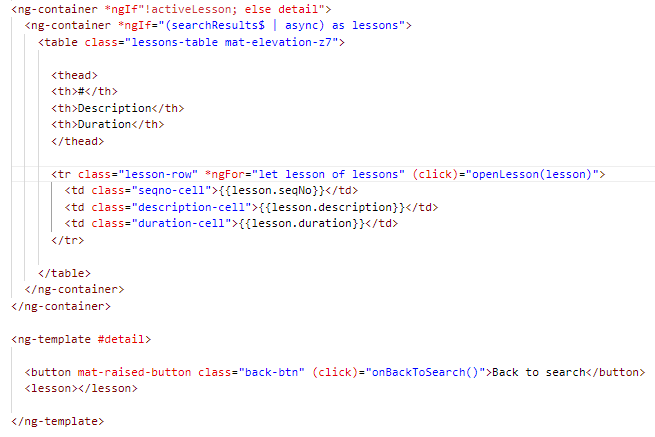 <ng-container *ngIf"!activeLesson; else detail">
<ng-container *ngIf="(searchResults$ | async) as lessons">
<table class="lessons-table mat-elevation-z7">
<thead>
<th>#</th>
<th>Description</th>
<th>Duration</th>
</thead>
<tr class="lesson-row" *ngFor="let lesson of lessons" (click)="openLesson(lesson)">
<td class="seqno-cell">{{lesson.seqNo}}</td>
<td class="description-cell">{{lesson.description}}</td>
<td class="duration-cell">{{lesson.duration}}</td>
</tr>
</table>
</ng-container>
</ng-container>
<ng-template #detail>
<button mat-raised-button class="back-btn" (click)="onBackToSearch()">Back to search</button>
<lesson></lesson>
</ng-template>